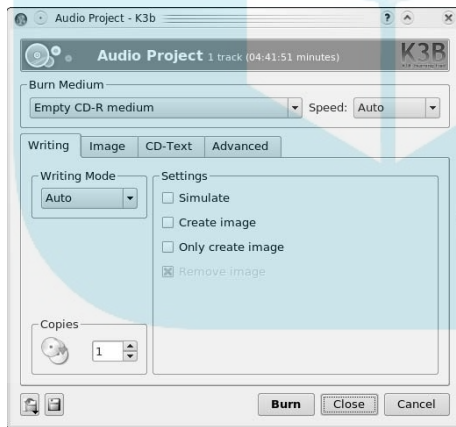 Audio Project - K3b
Audio Project 1 track (04:41:51 minutes) K3B
Burn Medium
Empty CD-R medium Speed: Auto
Writing Image CD-Text Advanced
Writing Mode
Auto
Settings
Simulate
Create image
Only create image
Remove image
Copies
1
Burn Close Cancel